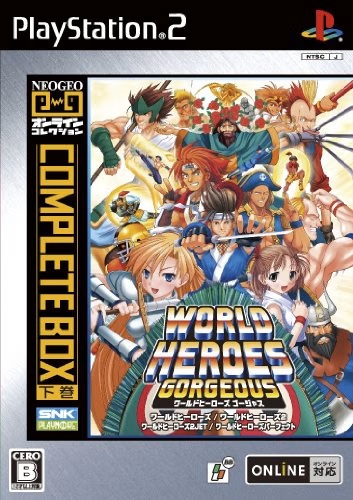 PlayStation®2
NTSC J
NEOGEO
オンライン
コレクション
COMPLETE BOX
下巻
SNK
PLAYMORE
WORLD
HEROES
GORGEOUS
ワールドヒーローズ ゴージャス
ワールドヒーローズ/ワールドヒーローズ2
ワールドヒーローズ2JET/ワールドヒーローズパーフェクト
CERO
B
ONLINE
オンライン
対応